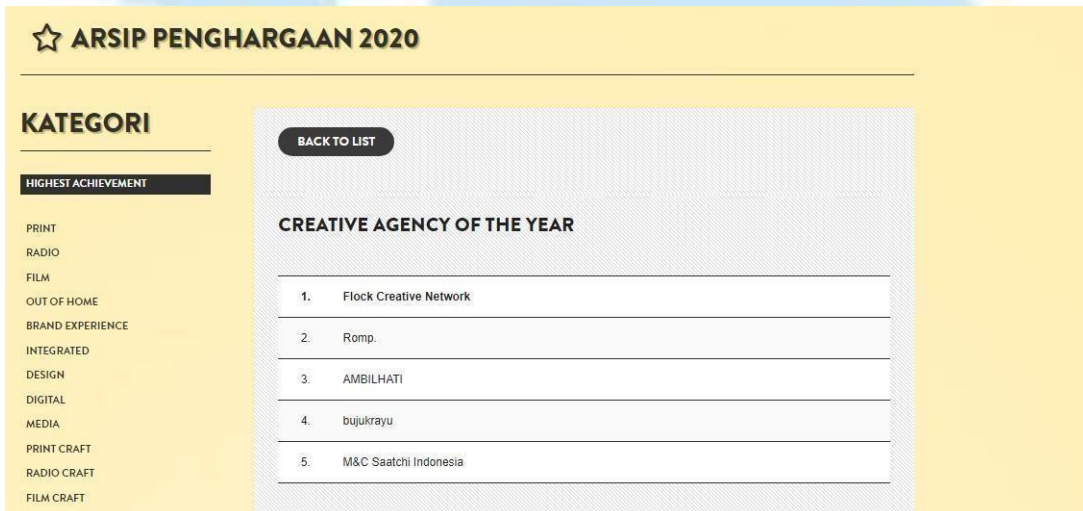 ARSIP PENGHARGAAN 2020
KATEGORI
HIGHEST ACHIEVEMENT
PRINT
RADIO
FILM
OUT OF HOME
BRAND EXPERIENCE
INTEGRATED
DESIGN
DIGITAL
MEDIA
PRINT CRAFT
RADIO CRAFT
FILM CRAFT
BACK TO LIST
CREATIVE AGENCY OF THE YEAR
1. Flock Creative Network
2. Romp.
3. AMBILHATI
4. bujukrayu
5. M&C Saatchi Indonesia